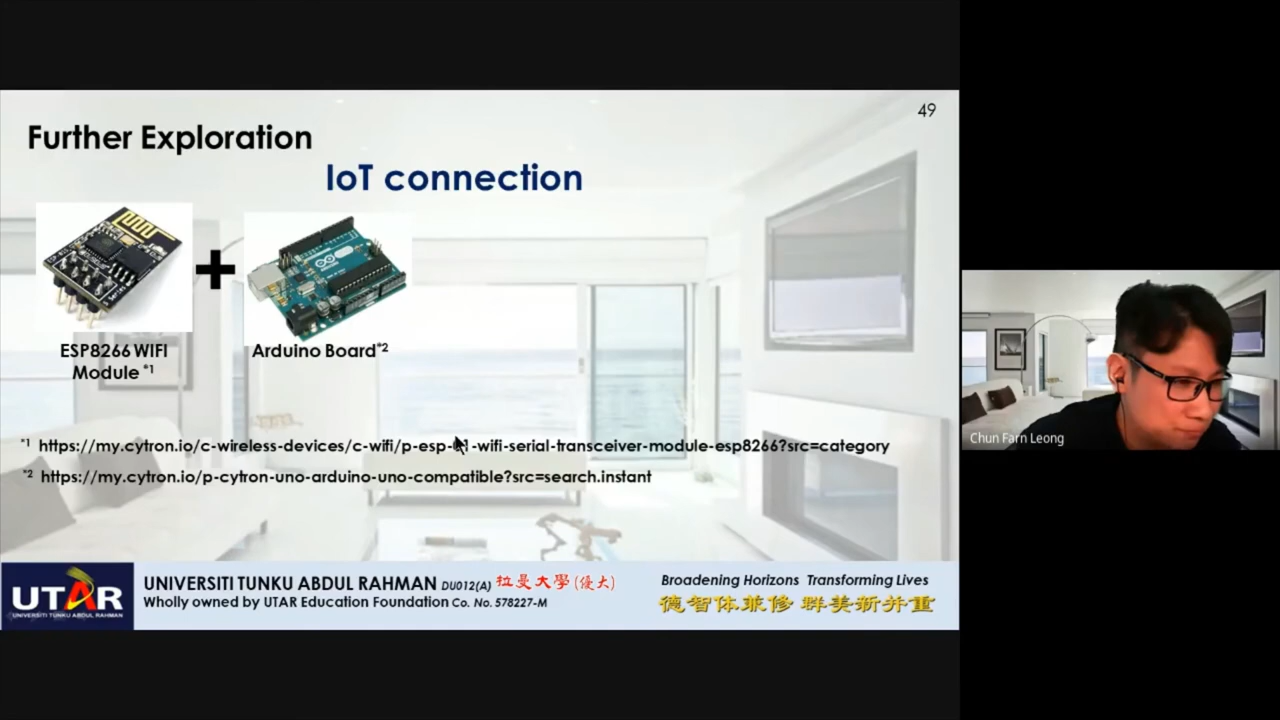 49
Further Exploration
IoT connection
ESP8266 WIFI
Module *1
Arduino Board*2
*1 https://my.cytron.io/c-wireless-devices/c-wifi/p-esp-01-wifi-serial-transceiver-module-esp8266?src=category
*2 https://my.cytron.io/p-cytron-uno-arduino-uno-compatible?src=search.instant
UTAR
UNIVERSITI TUNKU ABDUL RAHMAN
UNIVERSITI TUNKU ABDUL RAHMAN DU012(A) 拉曼大學(優大)
Wholly owned by UTAR Education Foundation Co. No. 578227-M
Broadening Horizons Transforming Lives
德智体兼修 群美新并重
Chun Farn Leong